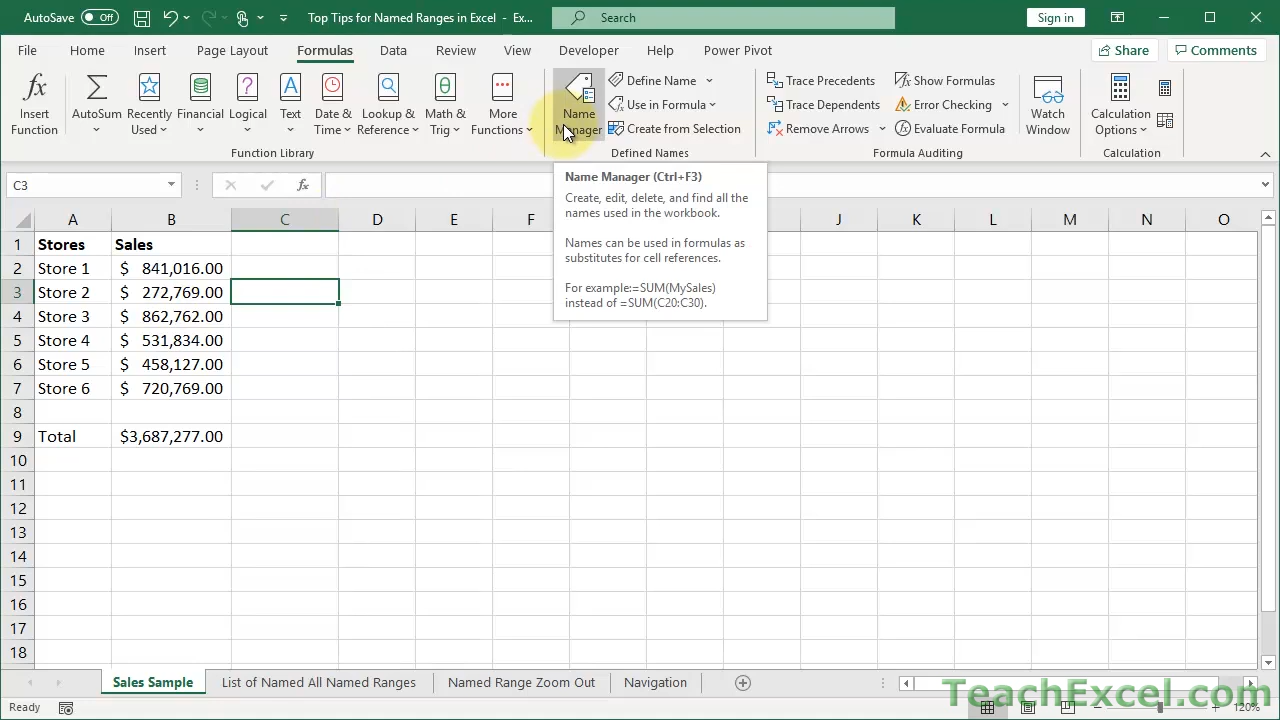 AutoSave Off Top Tips for Named Ranges in Excel - Ex... Search Sign in
File Home Insert Page Layout Formulas Data Review View Developer Help Power Pivot Share Comments
Insert Function AutoSum Recently Used Financial Logical Text Date & Time Lookup & Reference Math & Trig More Functions
Name Manager Define Name Use in Formula Create from Selection
Trace Precedents Trace Dependents Remove Arrows Show Formulas Error Checking Evaluate Formula Watch Window Calculation Options
Function Library Defined Names Formula Auditing Calculation
C3 fx
Name Manager (Ctrl+F3)
Create, edit, delete, and find all the
names used in the workbook.
Names can be used in formulas as
substitutes for cell references.
For example:=SUM(MySales)
instead of =SUM(C20:C30).
A B C D E F J K L M N O
1 Stores Sales
2 Store 1 $ 841,016.00
3 Store 2 $ 272,769.00
4 Store 3 $ 862,762.00
5 Store 4 $ 531,834.00
6 Store 5 $ 458,127.00
7 Store 6 $ 720,769.00
8
9 Total $3,687,277.00
10
11
12
13
14
15
16
17
18
Sales Sample List of Named All Named Ranges Named Range Zoom Out Navigation
Ready 120%
TeachExcel.com